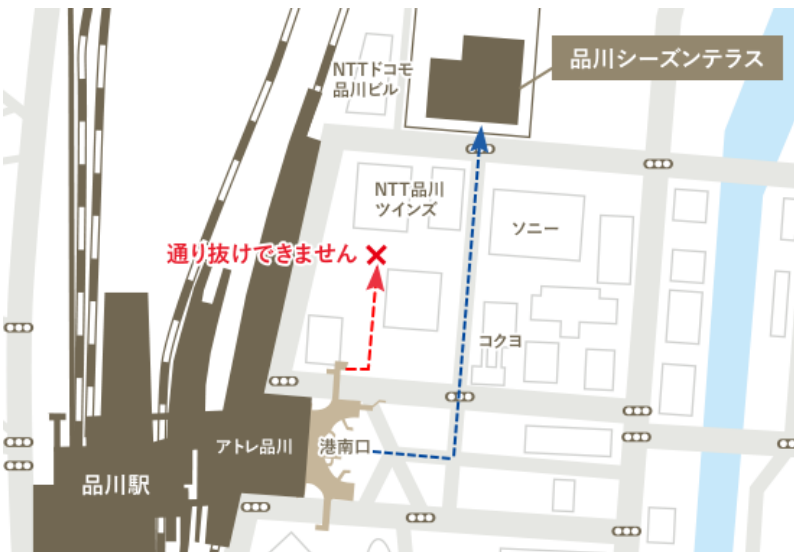 NTTドコモ
品川ビル
品川シーズンテラス
NTT品川
ツインズ
ソニー
通り抜けできません
コクヨ
アトレ品川
港南口
品川駅